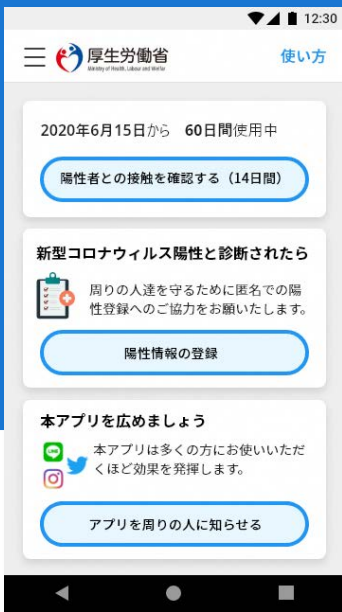 12:30
厚生労働省
Ministry of Health, Labour and Welfare
使い方
2020年6月15日から 60日間使用中
陽性者との接触を確認する（14日間）
新型コロナウィルス陽性と診断されたら
周りの人達を守るために匿名での陽
性登録へのご協力をお願いいたします。
陽性情報の登録
本アプリを広めましょう
LINE
本アプリは多くの方にお使いいただ
くほど効果を発揮します。
アプリを周りの人に知らせる